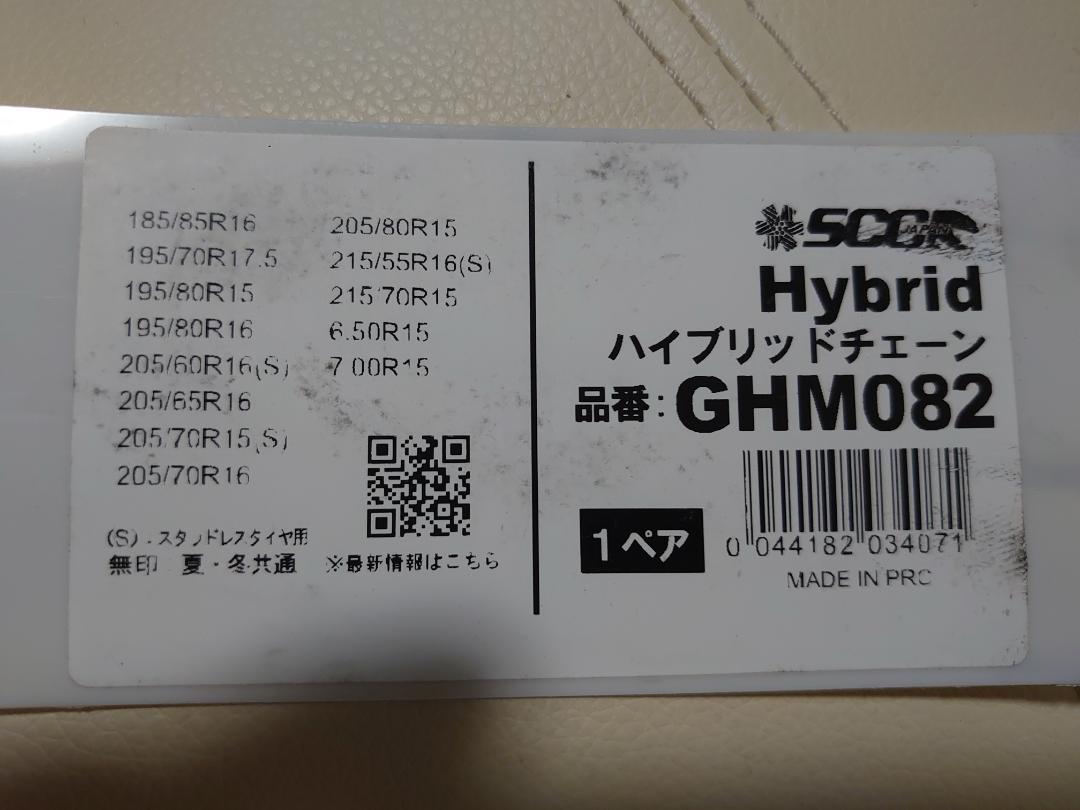 185/85R16
195/70R17.5
195/80R15
195/80R16
205/60R16(S)
205/65R16
205/70R15(S)
205/70R16
205/80R15
215/55R16(S)
215/70R15
6.50R15
7.00R15
(S):スタッドレスタイヤ用
無印:夏・冬共通 ※最新情報はこちら
SCC JAPAN
Hybrid
ハイブリッドチェーン
品番:GHM082
1ペア
0 044182 034071
MADE IN PRC